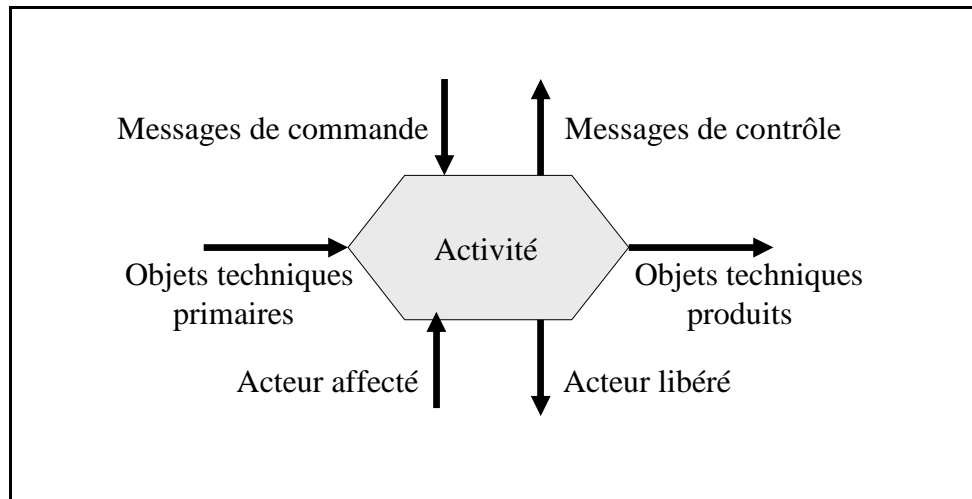 Messages de commande
Messages de contrôle
Activité
Objets techniques
primaires
Objets techniques
produits
Acteur affecté
Acteur libéré